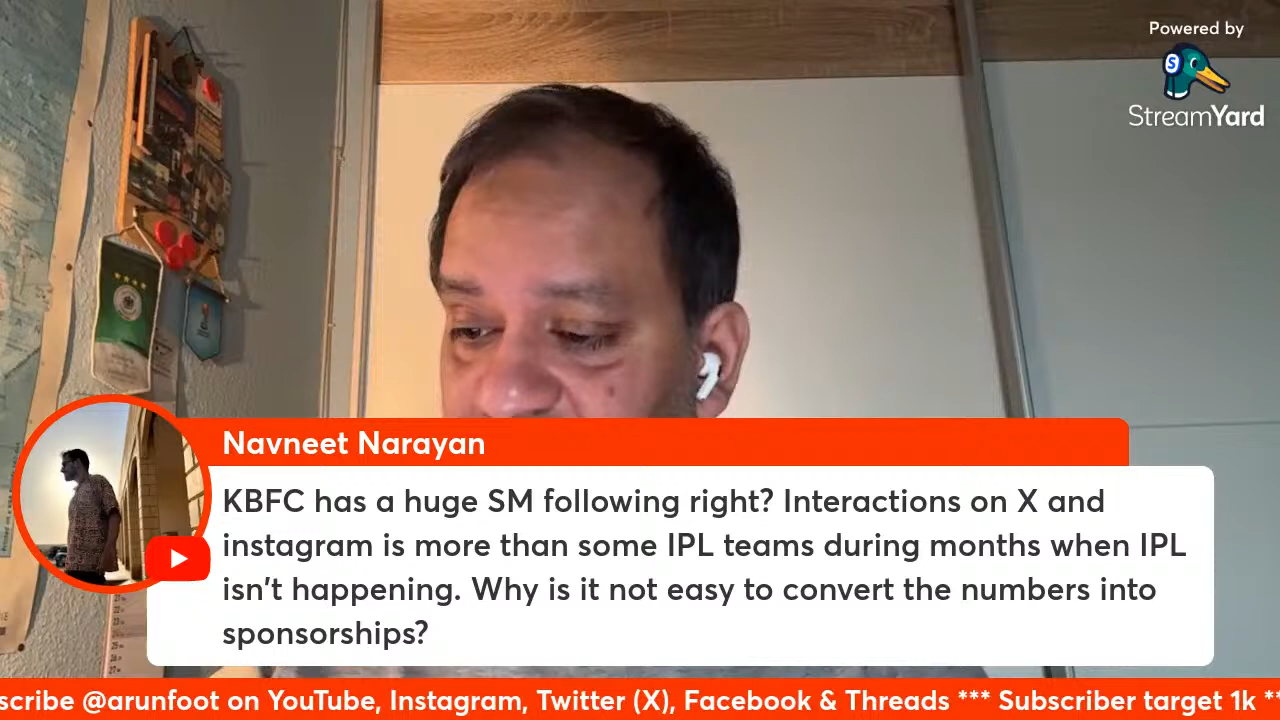 Powered by
S
StreamYard
Navneet Narayan
KBFC has a huge SM following right? Interactions on X and
instagram is more than some IPL teams during months when IPL
isn't happening. Why is it not easy to convert the numbers into
sponsorships?
scribe @arunfoot on YouTube, Instagram, Twitter (X), Facebook & Threads *** Subscriber target 1k **